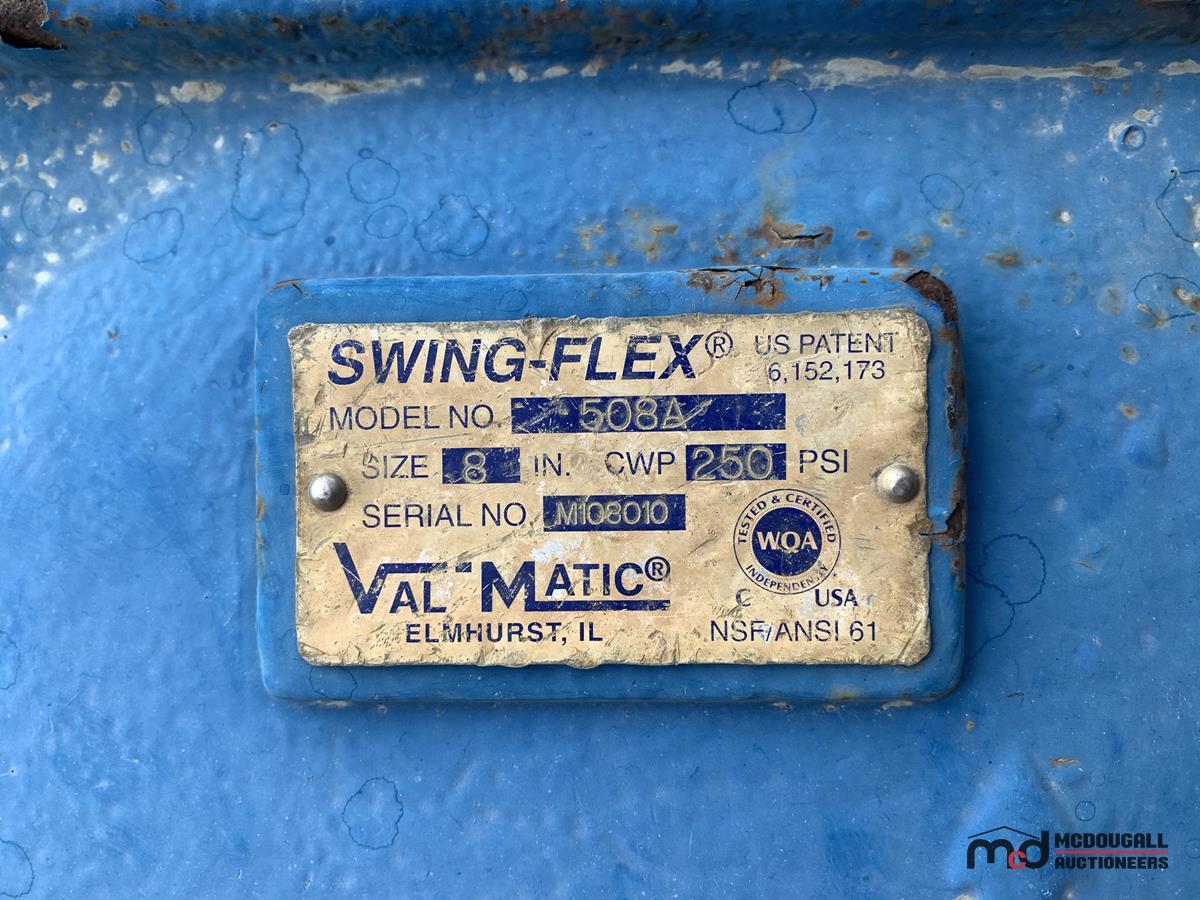 SWING-FLEX® US PATENT
6,152,173
MODEL NO. 508A
SIZE 8 IN. CWP 250 PSI
SERIAL NO. M108010
TESTED & CERTIFIED
WQA
INDEPENDENTLY
VAL-MATIC®
C USA
ELMHURST, IL NSF/ANSI 61
mcd MCDOUGALL
AUCTIONEERS